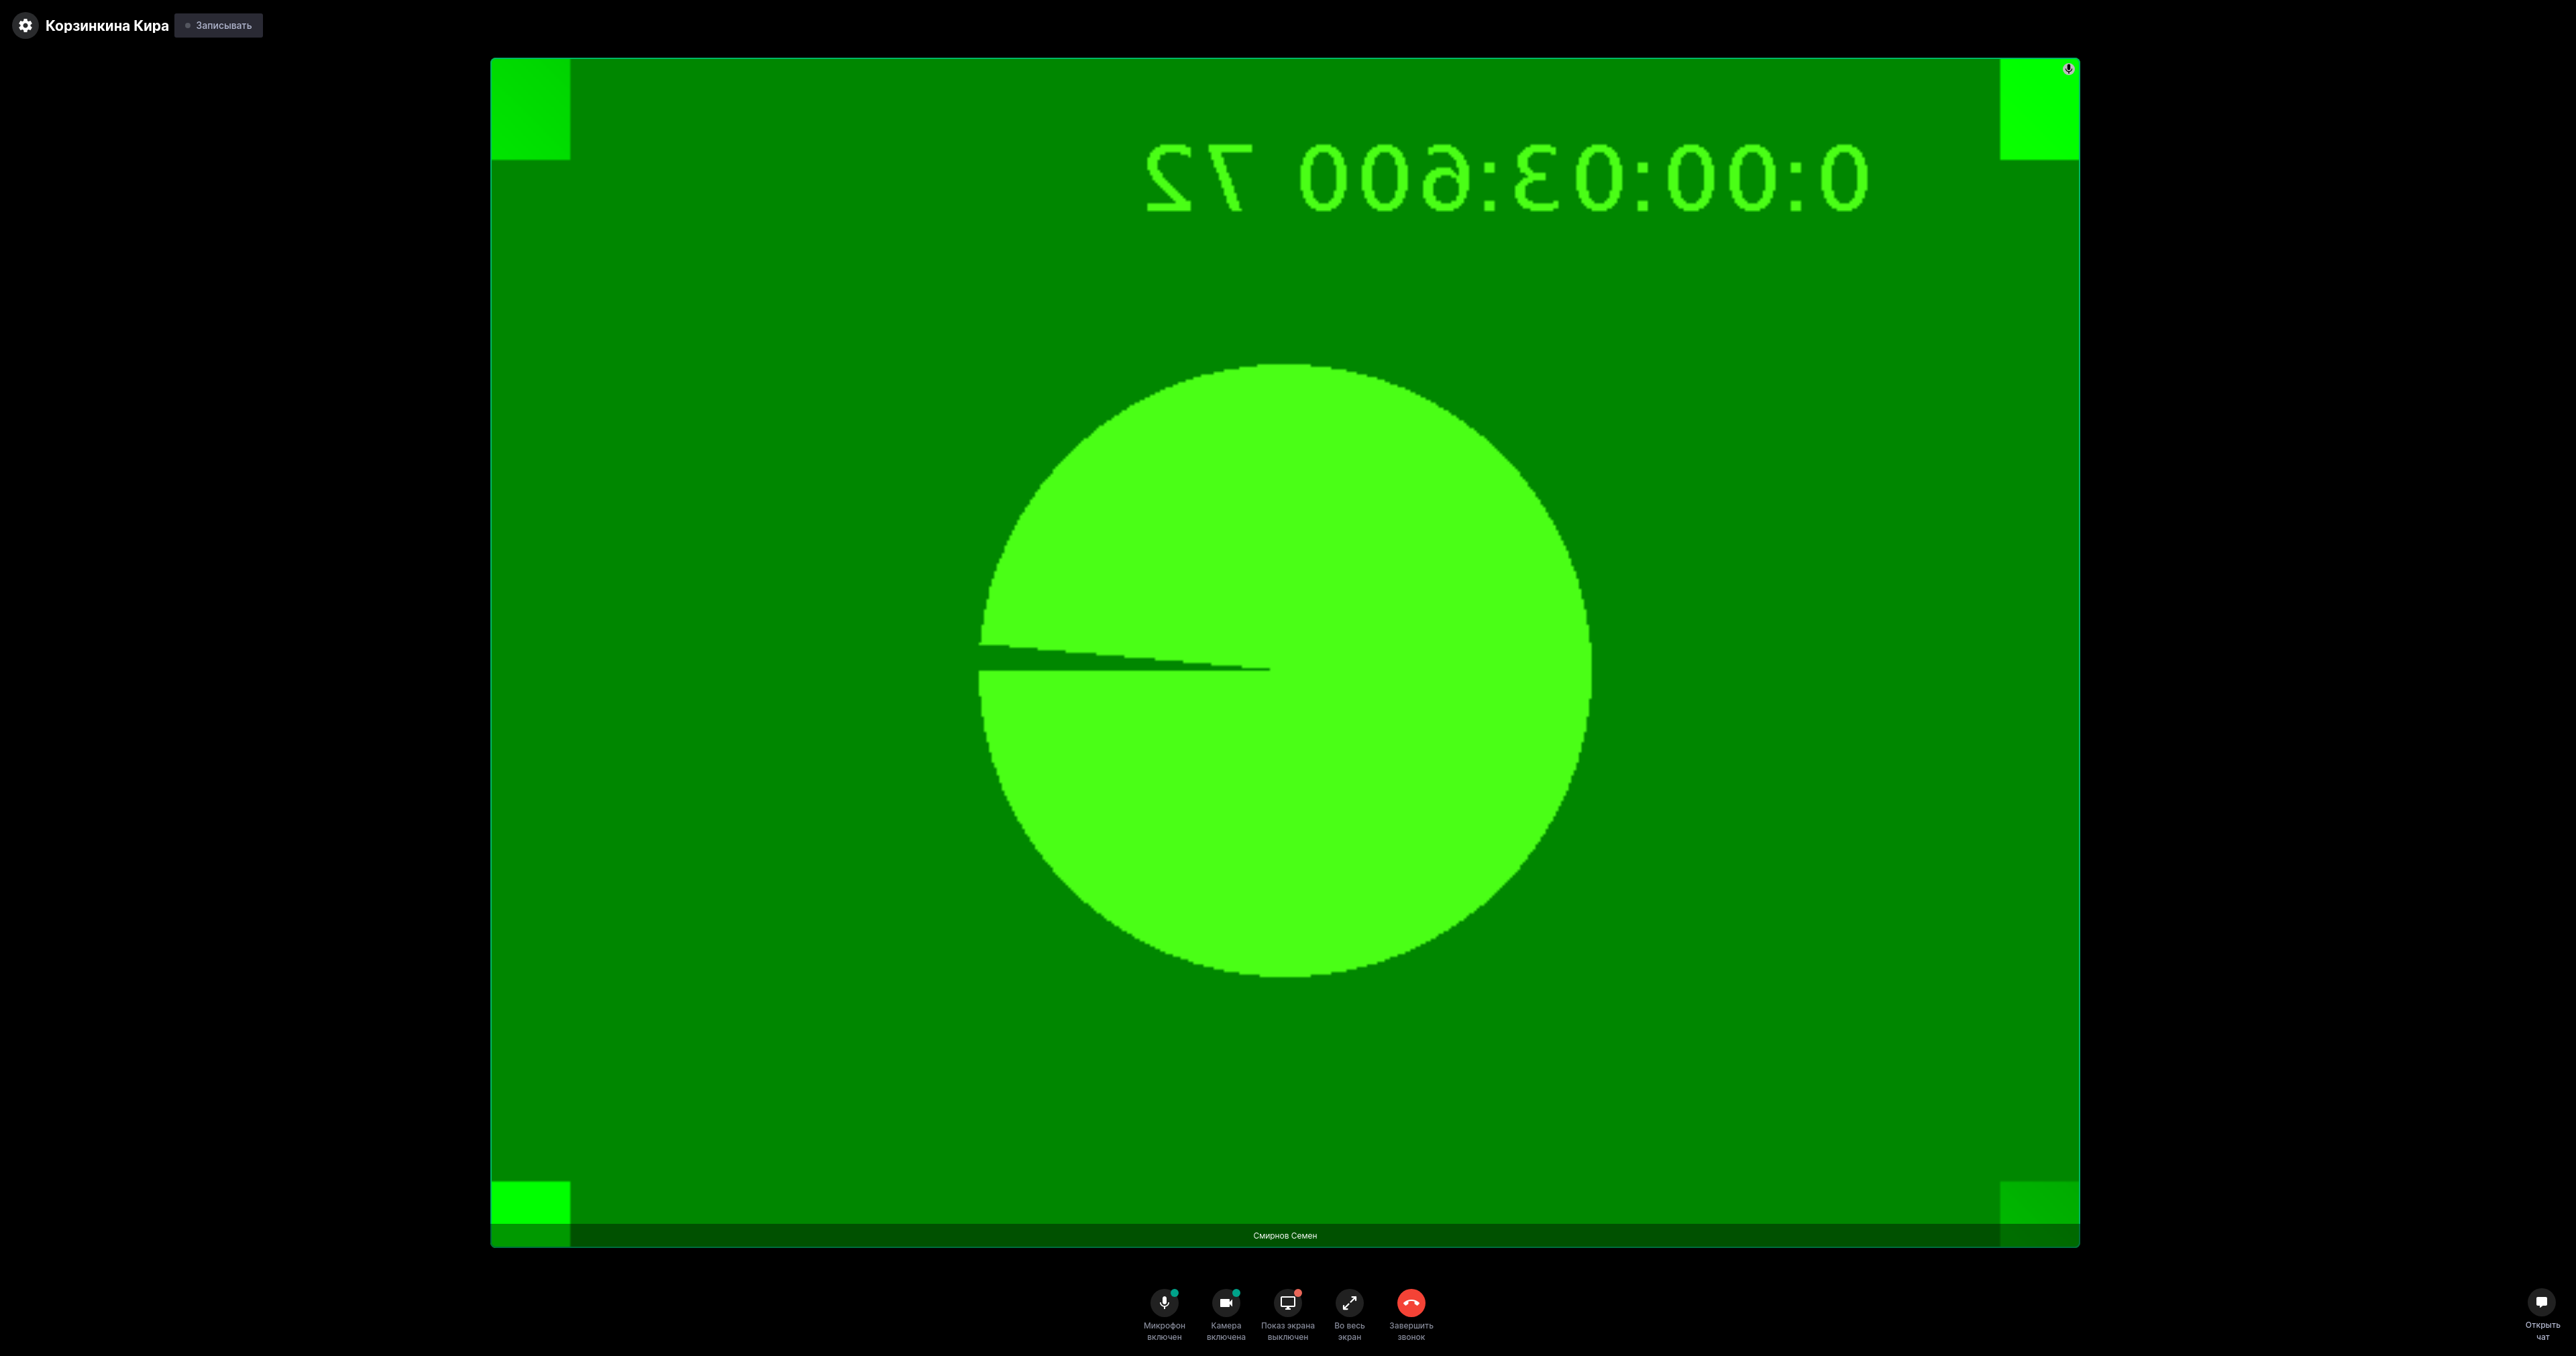 Корзинкина Кира
Записывать
0:00:03:600 72
Смирнов Семен
Микрофон
включен
Камера
включена
Показ экрана
выключен
Во весь
экран
Завершить
звонок
Открыть
чат